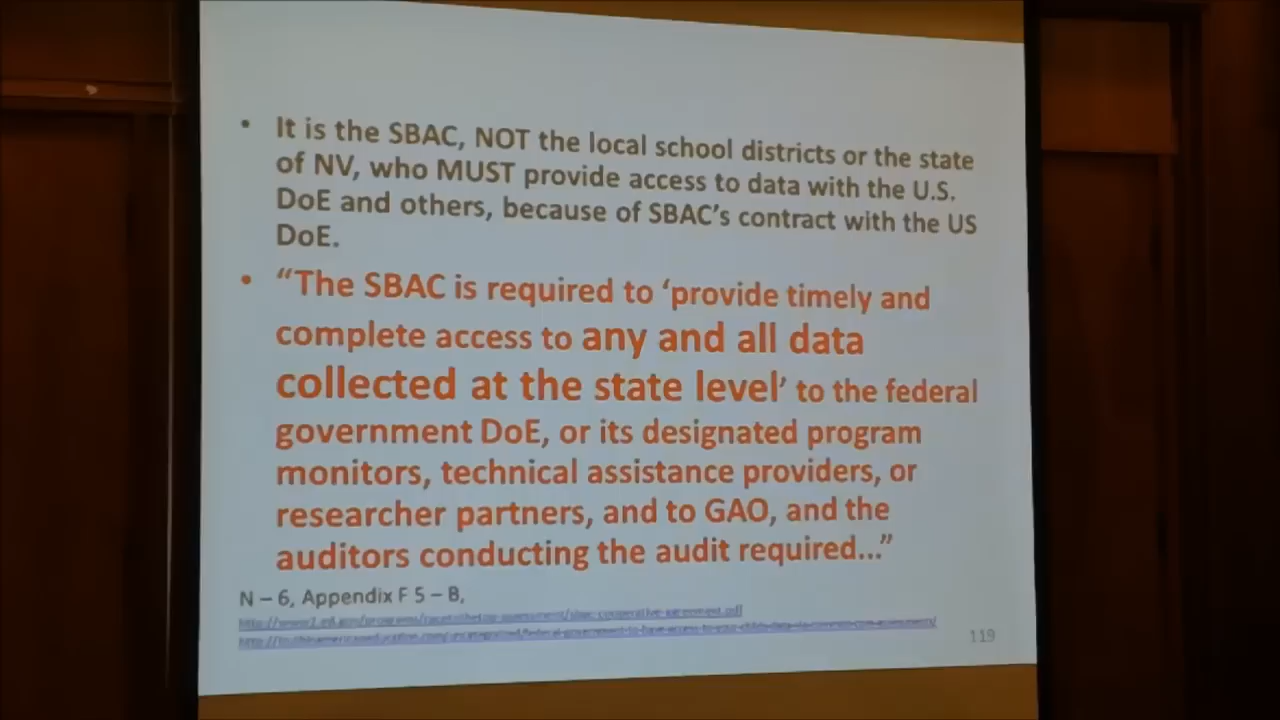 • It is the SBAC, NOT the local school districts or the state
of NV, who MUST provide access to data with the U.S.
DoE and others, because of SBAC's contract with the US
DoE.
• “The SBAC is required to ‘provide timely and
complete access to any and all data
collected at the state level’ to the federal
government DoE, or its designated program
monitors, technical assistance providers, or
researcher partners, and to GAO, and the
auditors conducting the audit required...”
N – 6, Appendix F 5 – B,
119